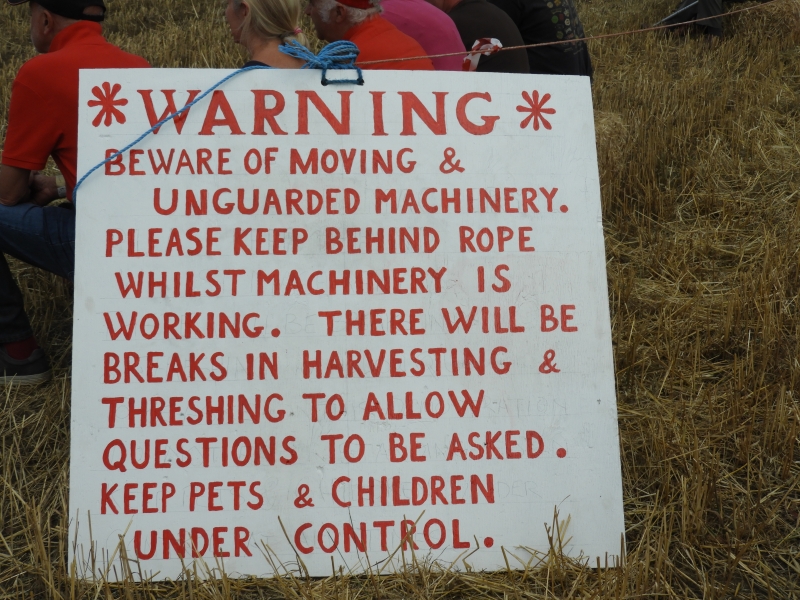 * WARNING *
BEWARE OF MOVING &
UNGUARDED MACHINERY.
PLEASE KEEP BEHIND ROPE
WHILST MACHINERY IS
WORKING. THERE WILL BE
BREAKS IN HARVESTING &
THRESHING TO ALLOW
QUESTIONS TO BE ASKED.
KEEP PETS & CHILDREN
UNDER CONTROL.